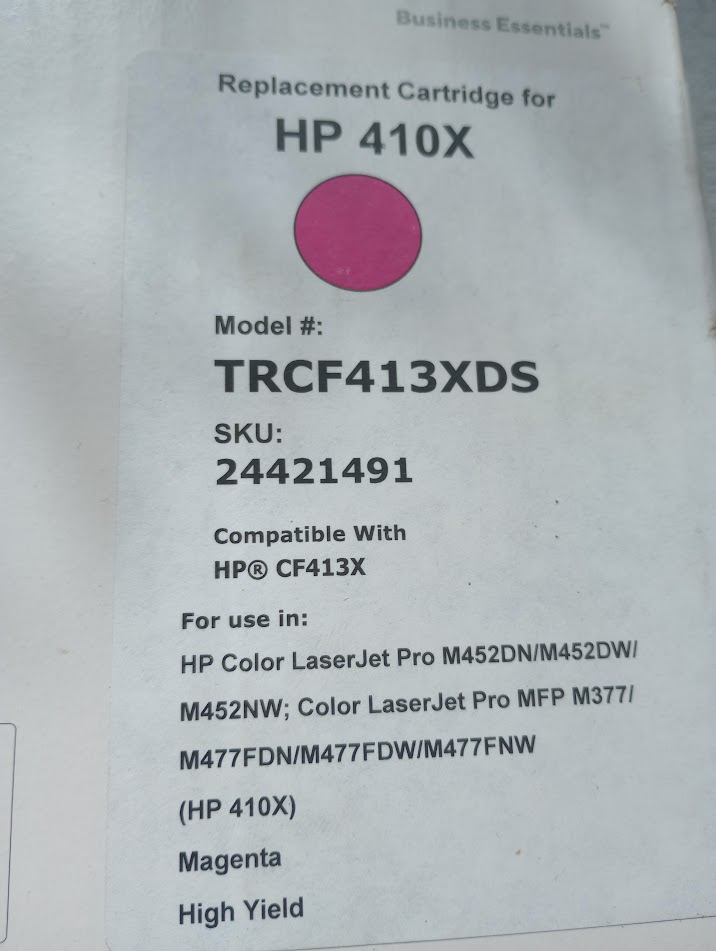 Business Essentials™
Replacement Cartridge for
HP 410X
Model #:
TRCF413XDS
SKU:
24421491
Compatible With
HP® CF413X
For use in:
HP Color LaserJet Pro M452DN/M452DW/
M452NW; Color LaserJet Pro MFP M377/
M477FDN/M477FDW/M477FNW
(HP 410X)
Magenta
High Yield